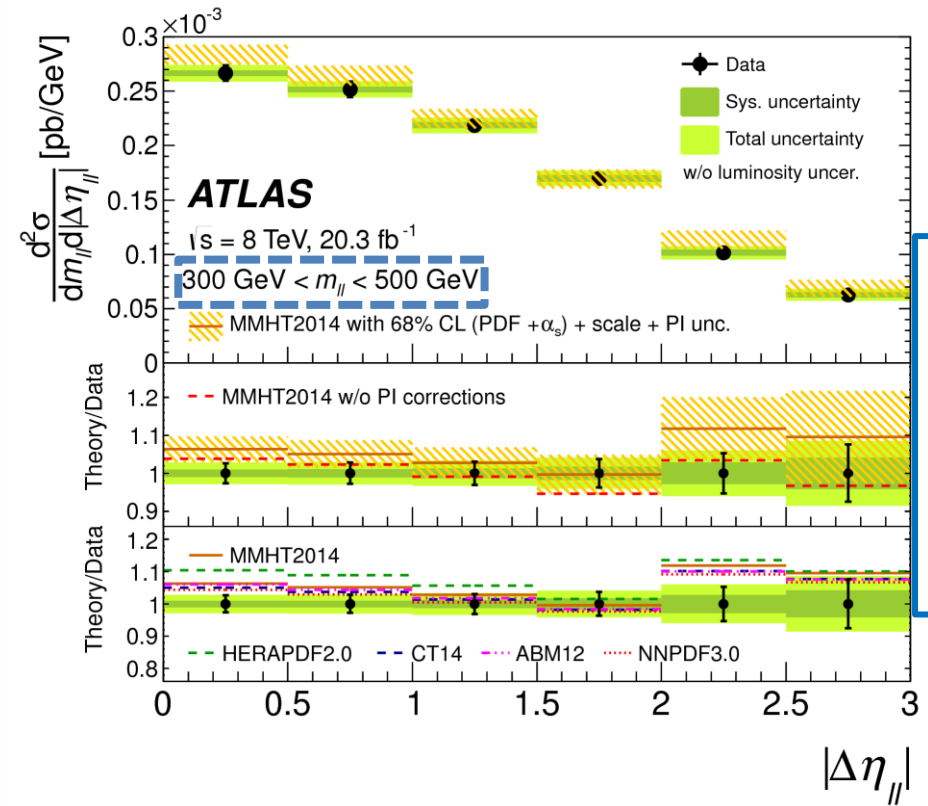 ×10⁻³
d²σ
dm_ll d|Δη_ll| [pb/GeV]
0.3
0.25
0.2
0.15
0.1
0.05
0
Data
Sys. uncertainty
Total uncertainty
w/o luminosity uncer.
ATLAS
√s = 8 TeV, 20.3 fb⁻¹
300 GeV < m_ll < 500 GeV
MMHT2014 with 68% CL (PDF +α_s) + scale + PI unc.
Theory/Data
1.2
1.1
1
0.9
MMHT2014 w/o PI corrections
Theory/Data
1.2
1.1
1
0.9
0.8
MMHT2014
HERAPDF2.0 CT14 ABM12 NNPDF3.0
0 0.5 1 1.5 2 2.5 3
|Δη_ll|